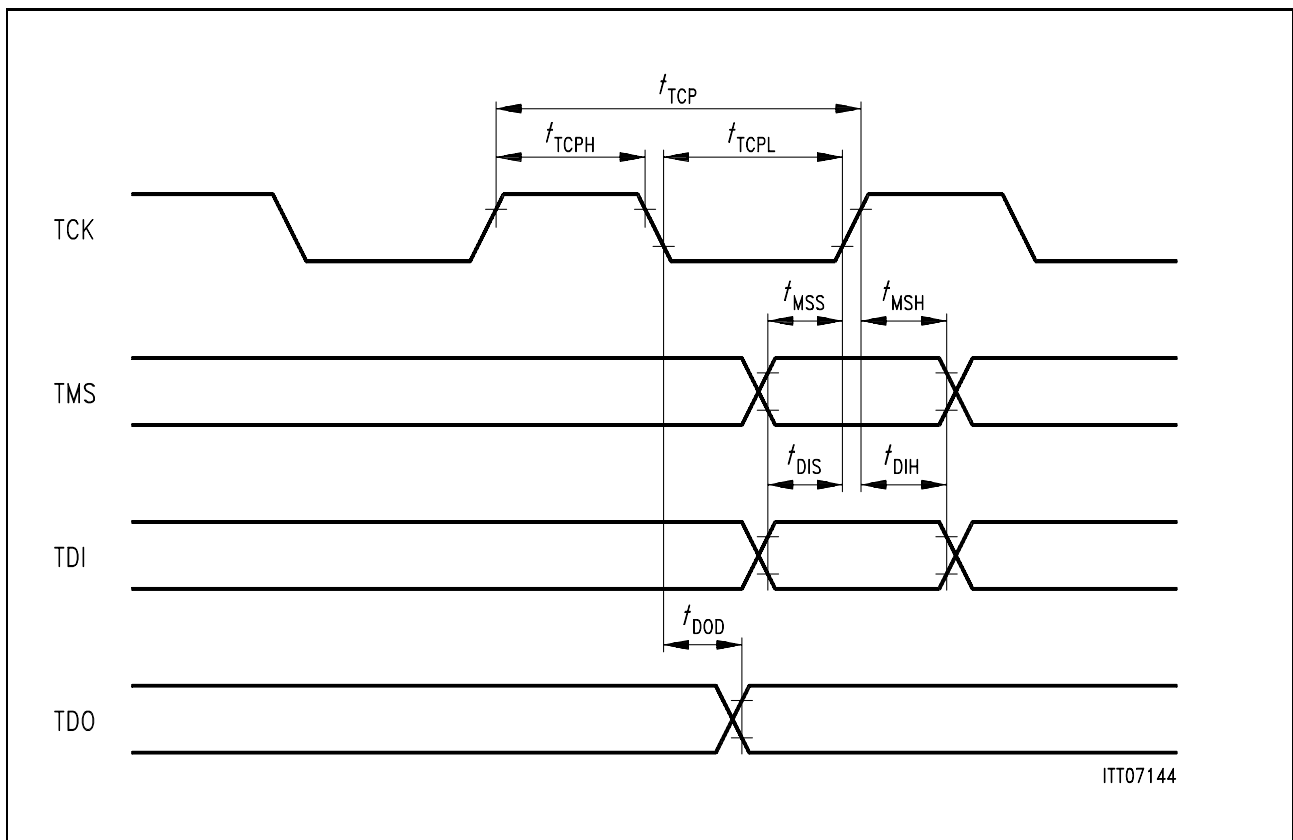 tTCP
tTCPH
tTCPL
TCK
tMSS
tMSH
TMS
tDIS
tDIH
TDI
tDOD
TDO
ITT07144